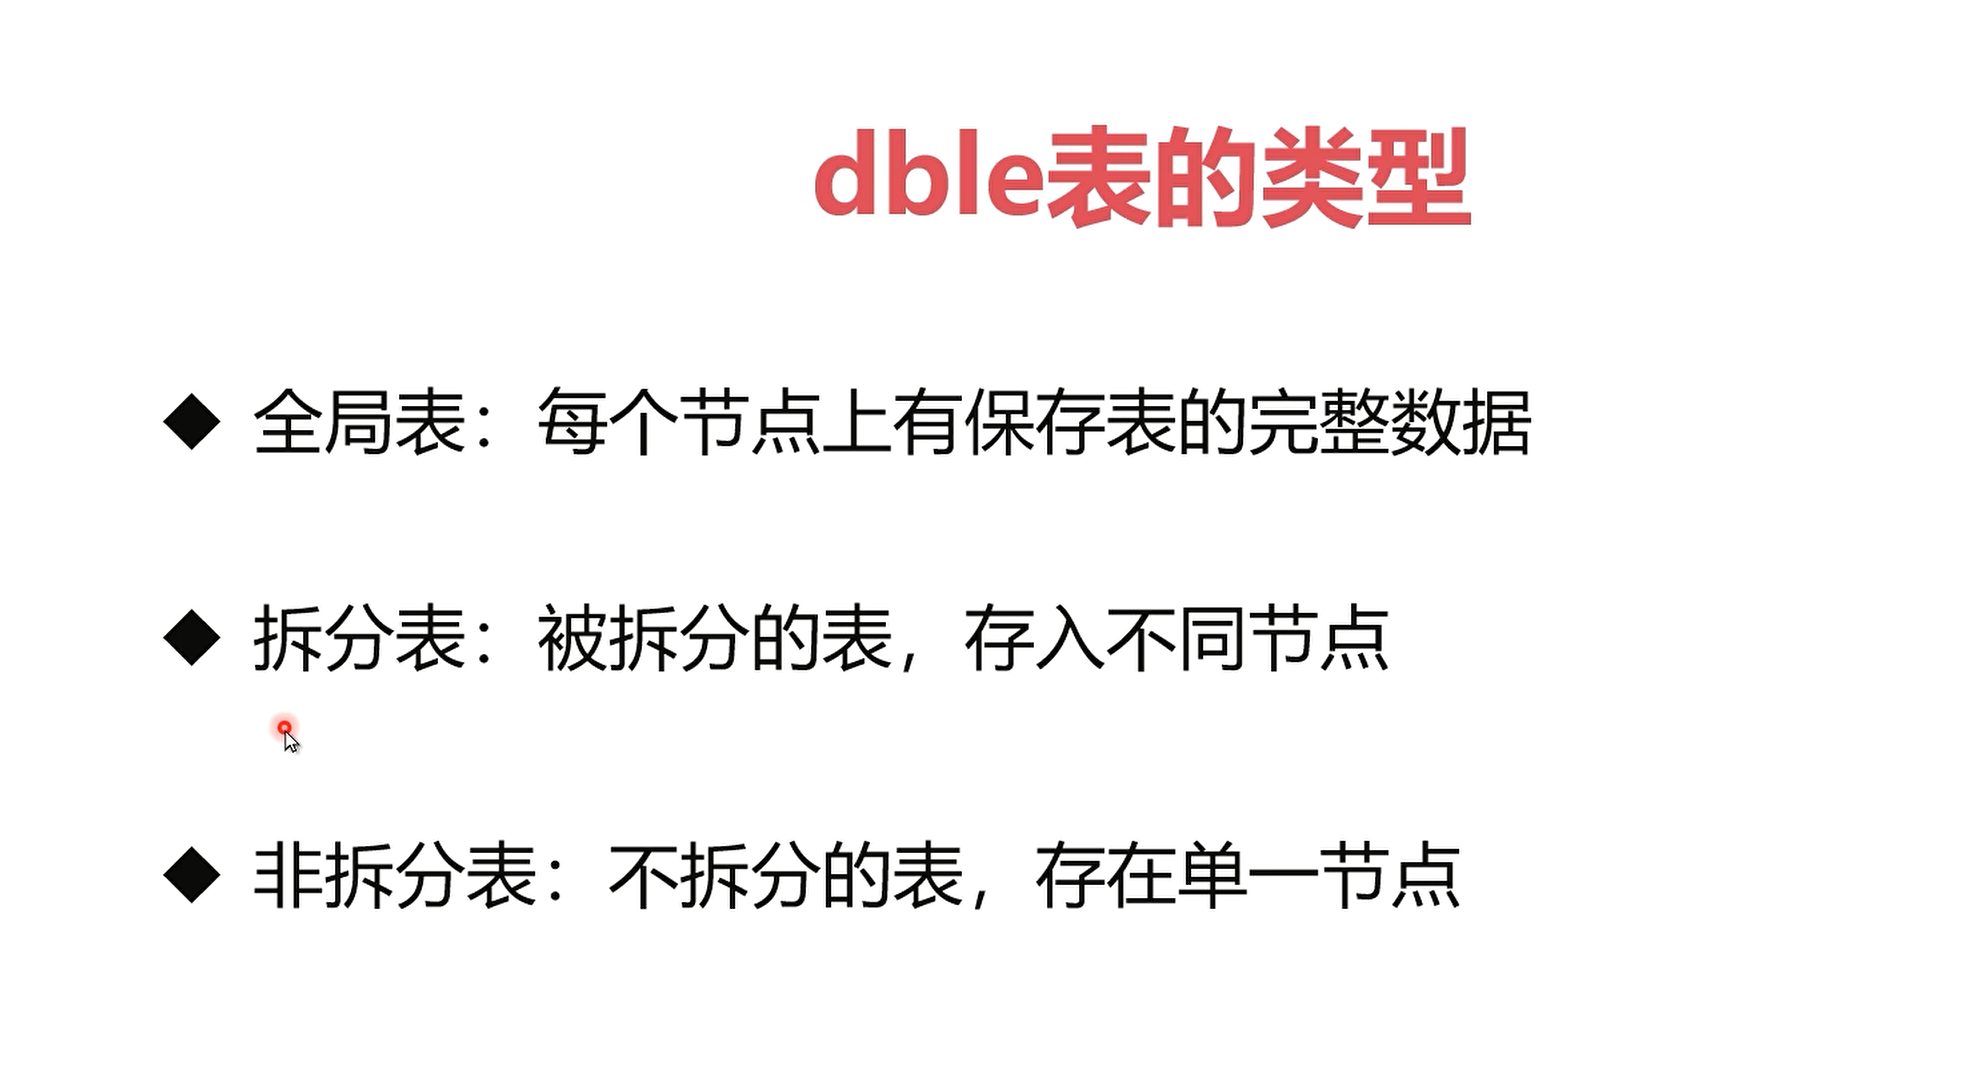 dble表的类型
◆ 全局表：每个节点上有保存表的完整数据
◆ 拆分表：被拆分的表，存入不同节点
◆ 非拆分表：不拆分的表，存在单一节点